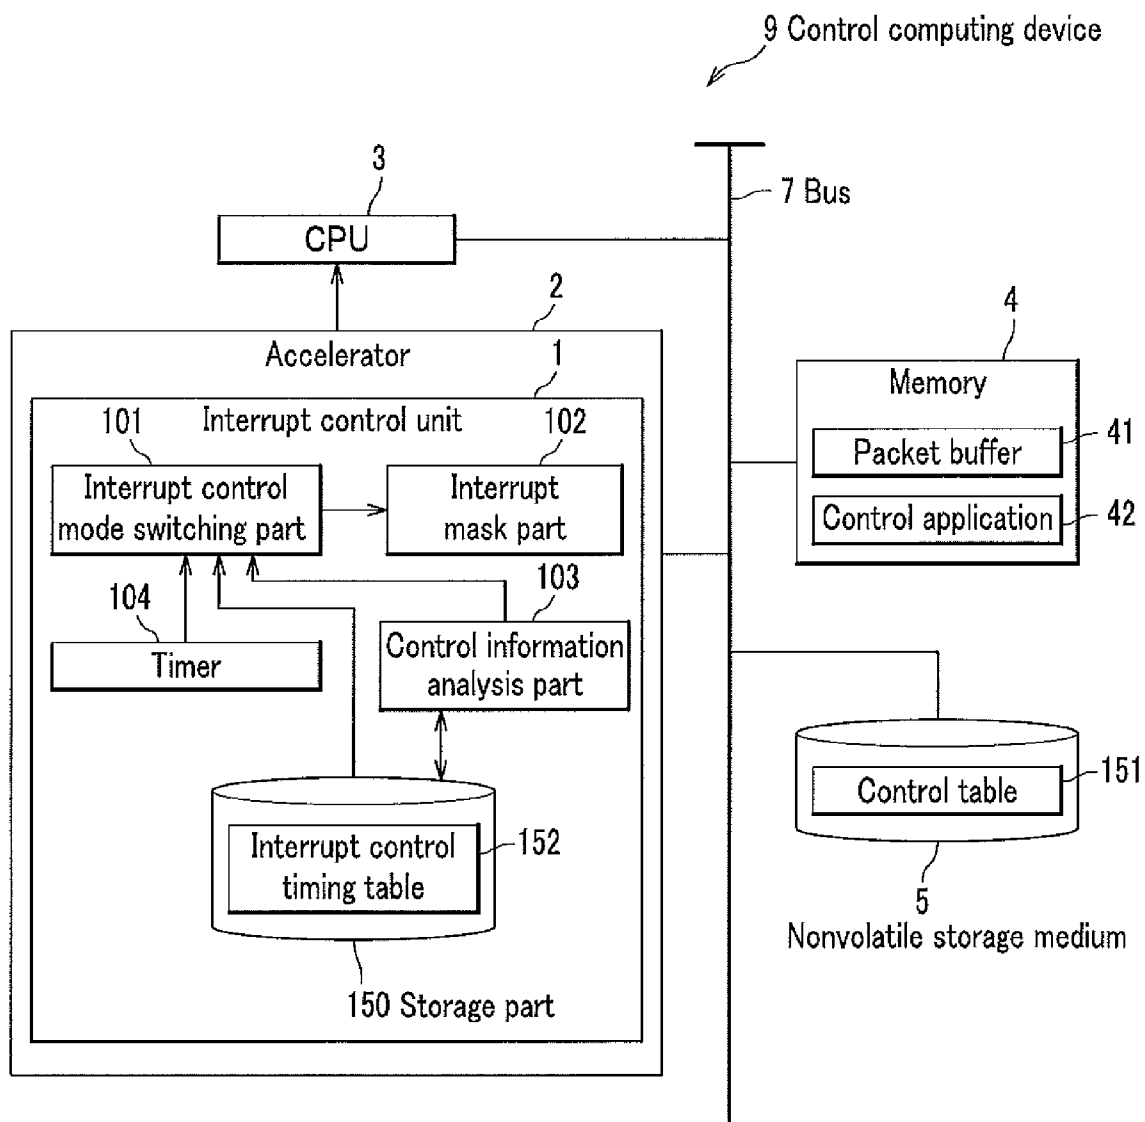 9 Control computing device
3
7 Bus
CPU
2
4
Accelerator
1
Memory
101
Interrupt control unit
102
41
Packet buffer
Interrupt control
mode switching part
Interrupt
mask part
42
Control application
103
104
Timer
Control information
analysis part
151
Control table
152
Interrupt control
timing table
5
Nonvolatile storage medium
150 Storage part